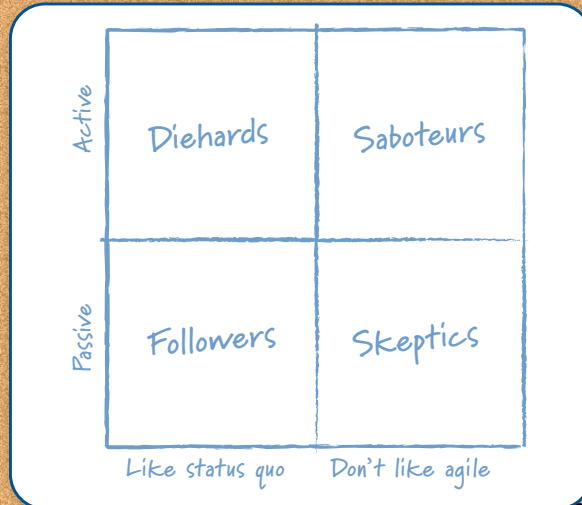 Active
Diehards
Saboteurs
Passive
Followers
Skeptics
Like status quo
Don't like agile